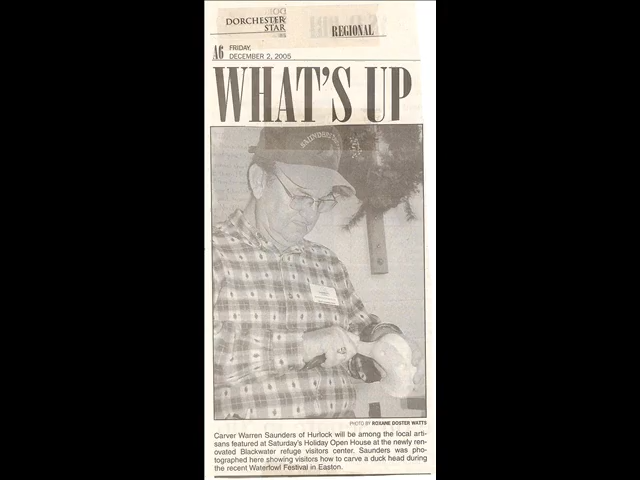 DORCHESTER
STAR
REGIONAL
A6 FRIDAY,
DECEMBER 2, 2005
WHAT'S UP
SAUNDERS
PHOTO BY ROXANE DOSTER WATTS
Carver Warren Saunders of Hurlock will be among the local arti-
sans featured at Saturday's Holiday Open House at the newly ren-
ovated Blackwater refuge visitors center. Saunders was pho-
tographed here showing visitors how to carve a duck head during
the recent Waterfowl Festival in Easton.